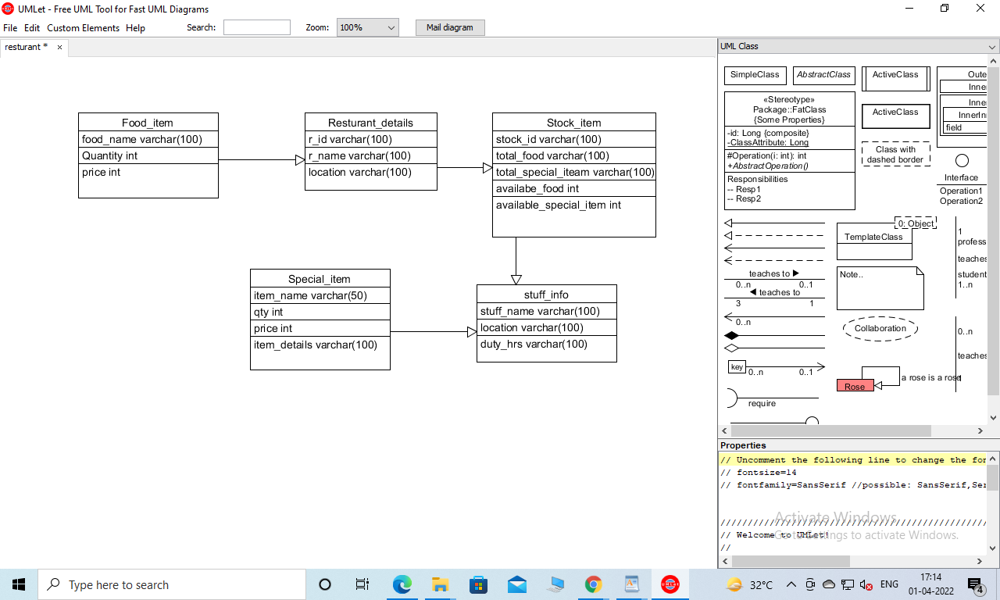 UMLet - Free UML Tool for Fast UML Diagrams
File Edit Custom Elements Help Search: Zoom: 100% Mail diagram
resturant * ×
UML Class
Food_item
food_name varchar(100)
Quantity int
price int
Resturant_details
r_id varchar(100)
r_name varchar(100)
location varchar(100)
Stock_item
stock_id varchar(100)
total_food varchar(100)
total_special_iteam varchar(100)
availabe_food int
available_special_item int
Special_item
item_name varchar(50)
qty int
price int
item_details varchar(100)
stuff_info
stuff_name varchar(100)
location varchar(100)
duty_hrs varchar(100)
SimpleClass
AbstractClass
ActiveClass
Oute
Inne
«Stereotype»
Package::FatClass
{Some Properties}
-id: Long {composite}
-ClassAttribute: Long
#Operation(i: int): int
+AbstractOperation()
Responsibilities
-- Resp1
-- Resp2
ActiveClass
Inne
InnerIn
field
Class with
dashed border
Interface
Operation1
Operation2
0: Object
TemplateClass
1
profess
teaches
student
1..n
teaches to ▶
0..n 0..1
◀ teaches to
3 1
0..n
Note..
Collaboration
0..n
teaches
key
0..n 0..1
a rose is a rose
1
Rose
require
Properties
// Uncomment the following line to change the for
// fontsize=14
// fontfamily=SansSerif //possible: SansSerif,Ser
//////////////////////////////////////////////////
// Welcome to UMLet!
//
Activate Windows
Go to Settings to activate Windows.
Type here to search
32°C
ENG
17:14
01-04-2022
4
UMLET